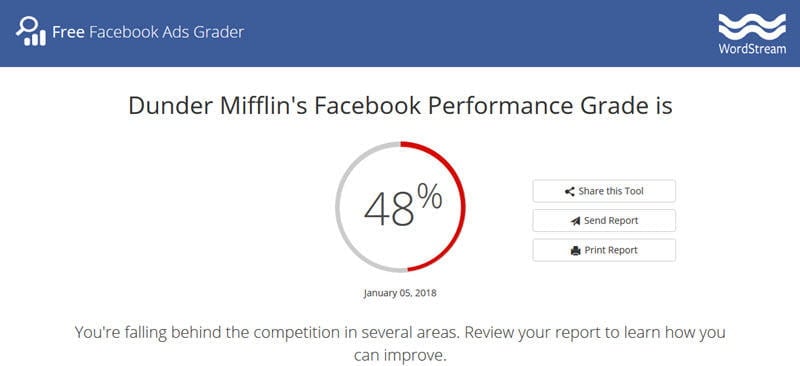 Free Facebook Ads Grader
WordStream
Dunder Mifflin's Facebook Performance Grade is
48%
Share this Tool
Send Report
Print Report
January 05, 2018
You're falling behind the competition in several areas. Review your report to learn how you
can improve.